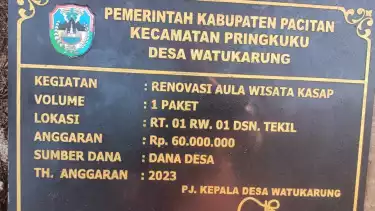 PEMERINTAH KABUPATEN PACITAN
KECAMATAN PRINGKUKU
DESA WATUKARUNG
KEGIATAN : RENOVASI AULA WISATA KASAP
VOLUME : 1 PAKET
LOKASI : RT. 01 RW. 01 DSN. TEKIL
ANGGARAN : Rp. 60.000.000
SUMBER DANA : DANA DESA
TH. ANGGARAN : 2023
PJ. KEPALA DESA WATUKARUNG